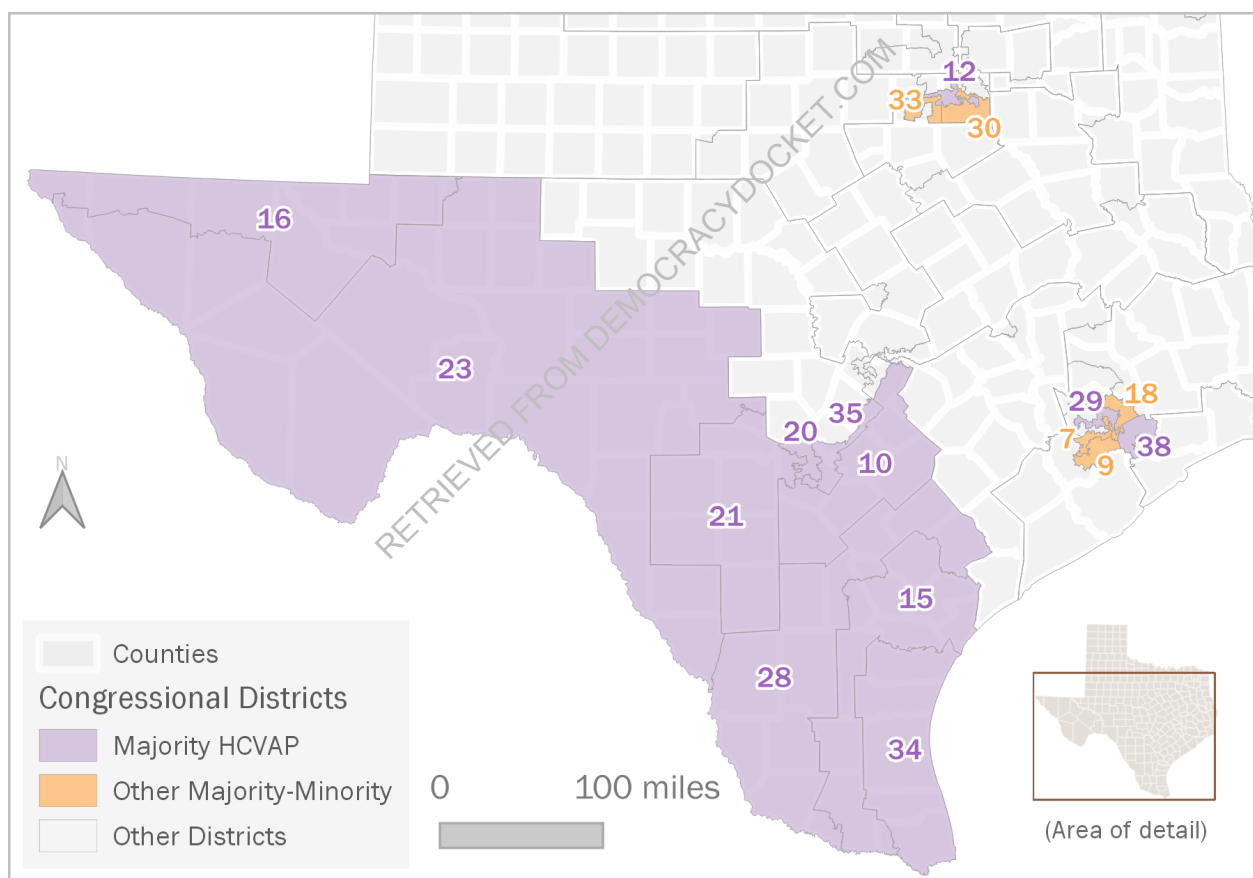 12
33
30
16
RETRIEVED FROM DEMOCRACYDOCKET.COM
23
35
20
29
18
7
38
9
10
N
21
15
28
34
Counties
Congressional Districts
Majority HCVAP
Other Majority-Minority
Other Districts
0 100 miles
(Area of detail)